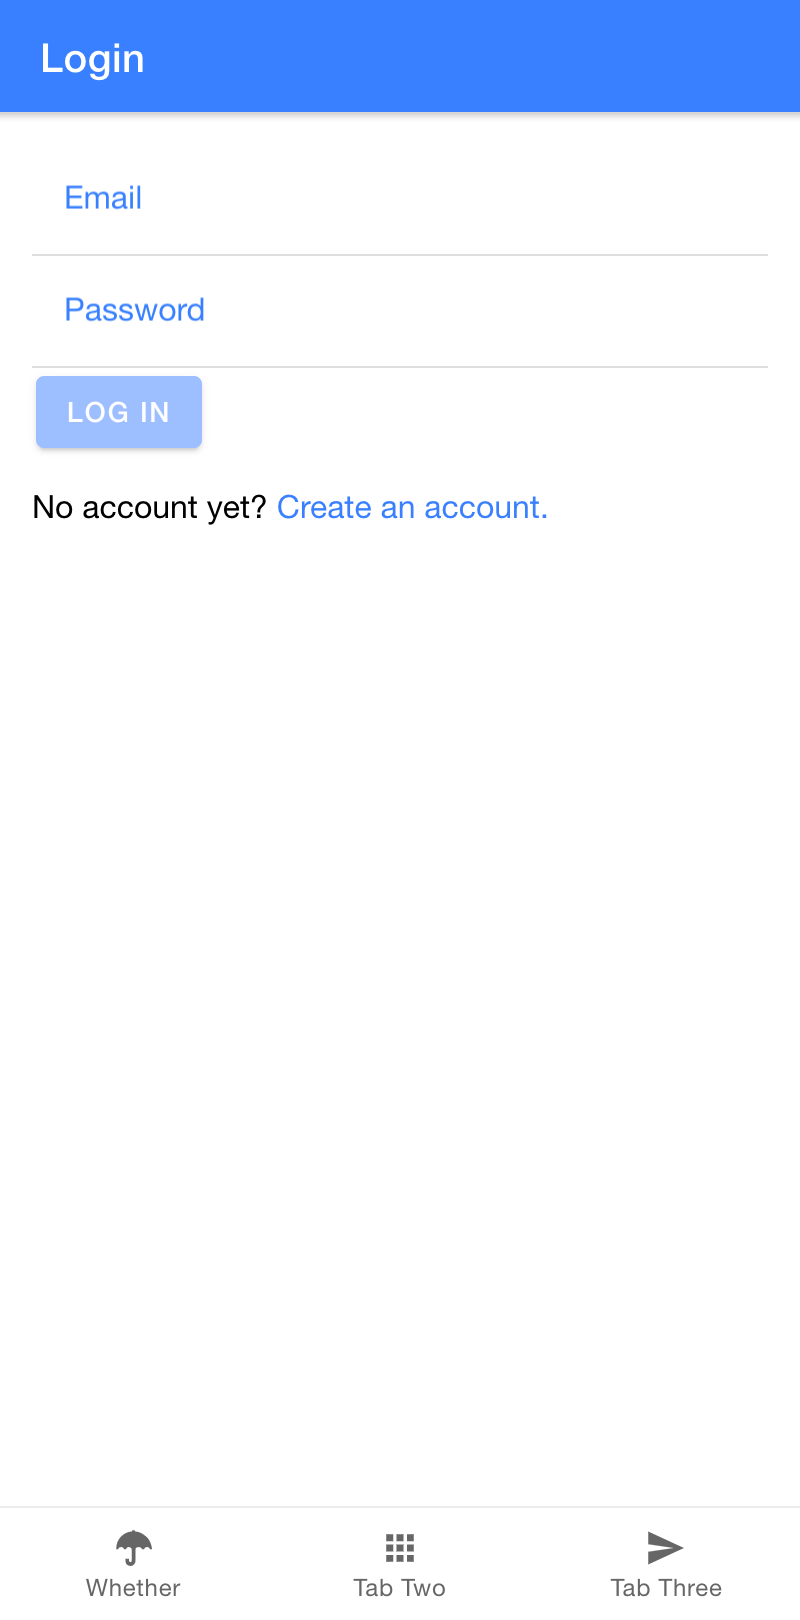 Login
Email
Password
LOG IN
No account yet? Create an account.
Whether
Tab Two
Tab Three